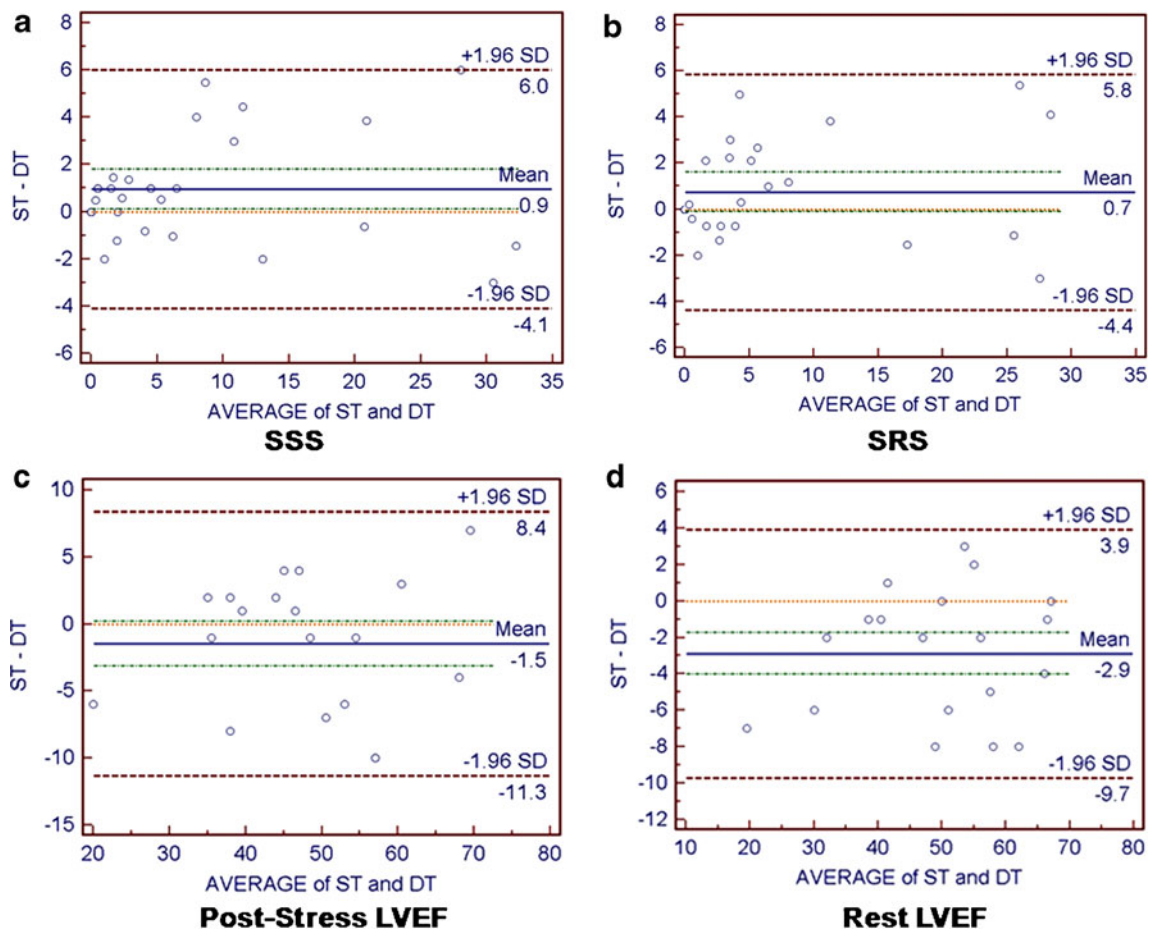 a
8
6
4
2
0
-2
-4
-6
ST - DT
+1.96 SD
6.0
Mean
0.9
-1.96 SD
-4.1
0 5 10 15 20 25 30 35
AVERAGE of ST and DT
SSS
b
8
6
4
2
0
-2
-4
-6
ST - DT
+1.96 SD
5.8
Mean
0.7
-1.96 SD
-4.4
0 5 10 15 20 25 30 35
AVERAGE of ST and DT
SRS
c
10
5
0
-5
-10
-15
ST - DT
+1.96 SD
8.4
Mean
-1.5
-1.96 SD
-11.3
20 30 40 50 60 70 80
AVERAGE of ST and DT
Post-Stress LVEF
d
6
4
2
0
-2
-4
-6
-8
-10
-12
ST - DT
+1.96 SD
3.9
Mean
-2.9
-1.96 SD
-9.7
10 20 30 40 50 60 70 80
AVERAGE of ST and DT
Rest LVEF